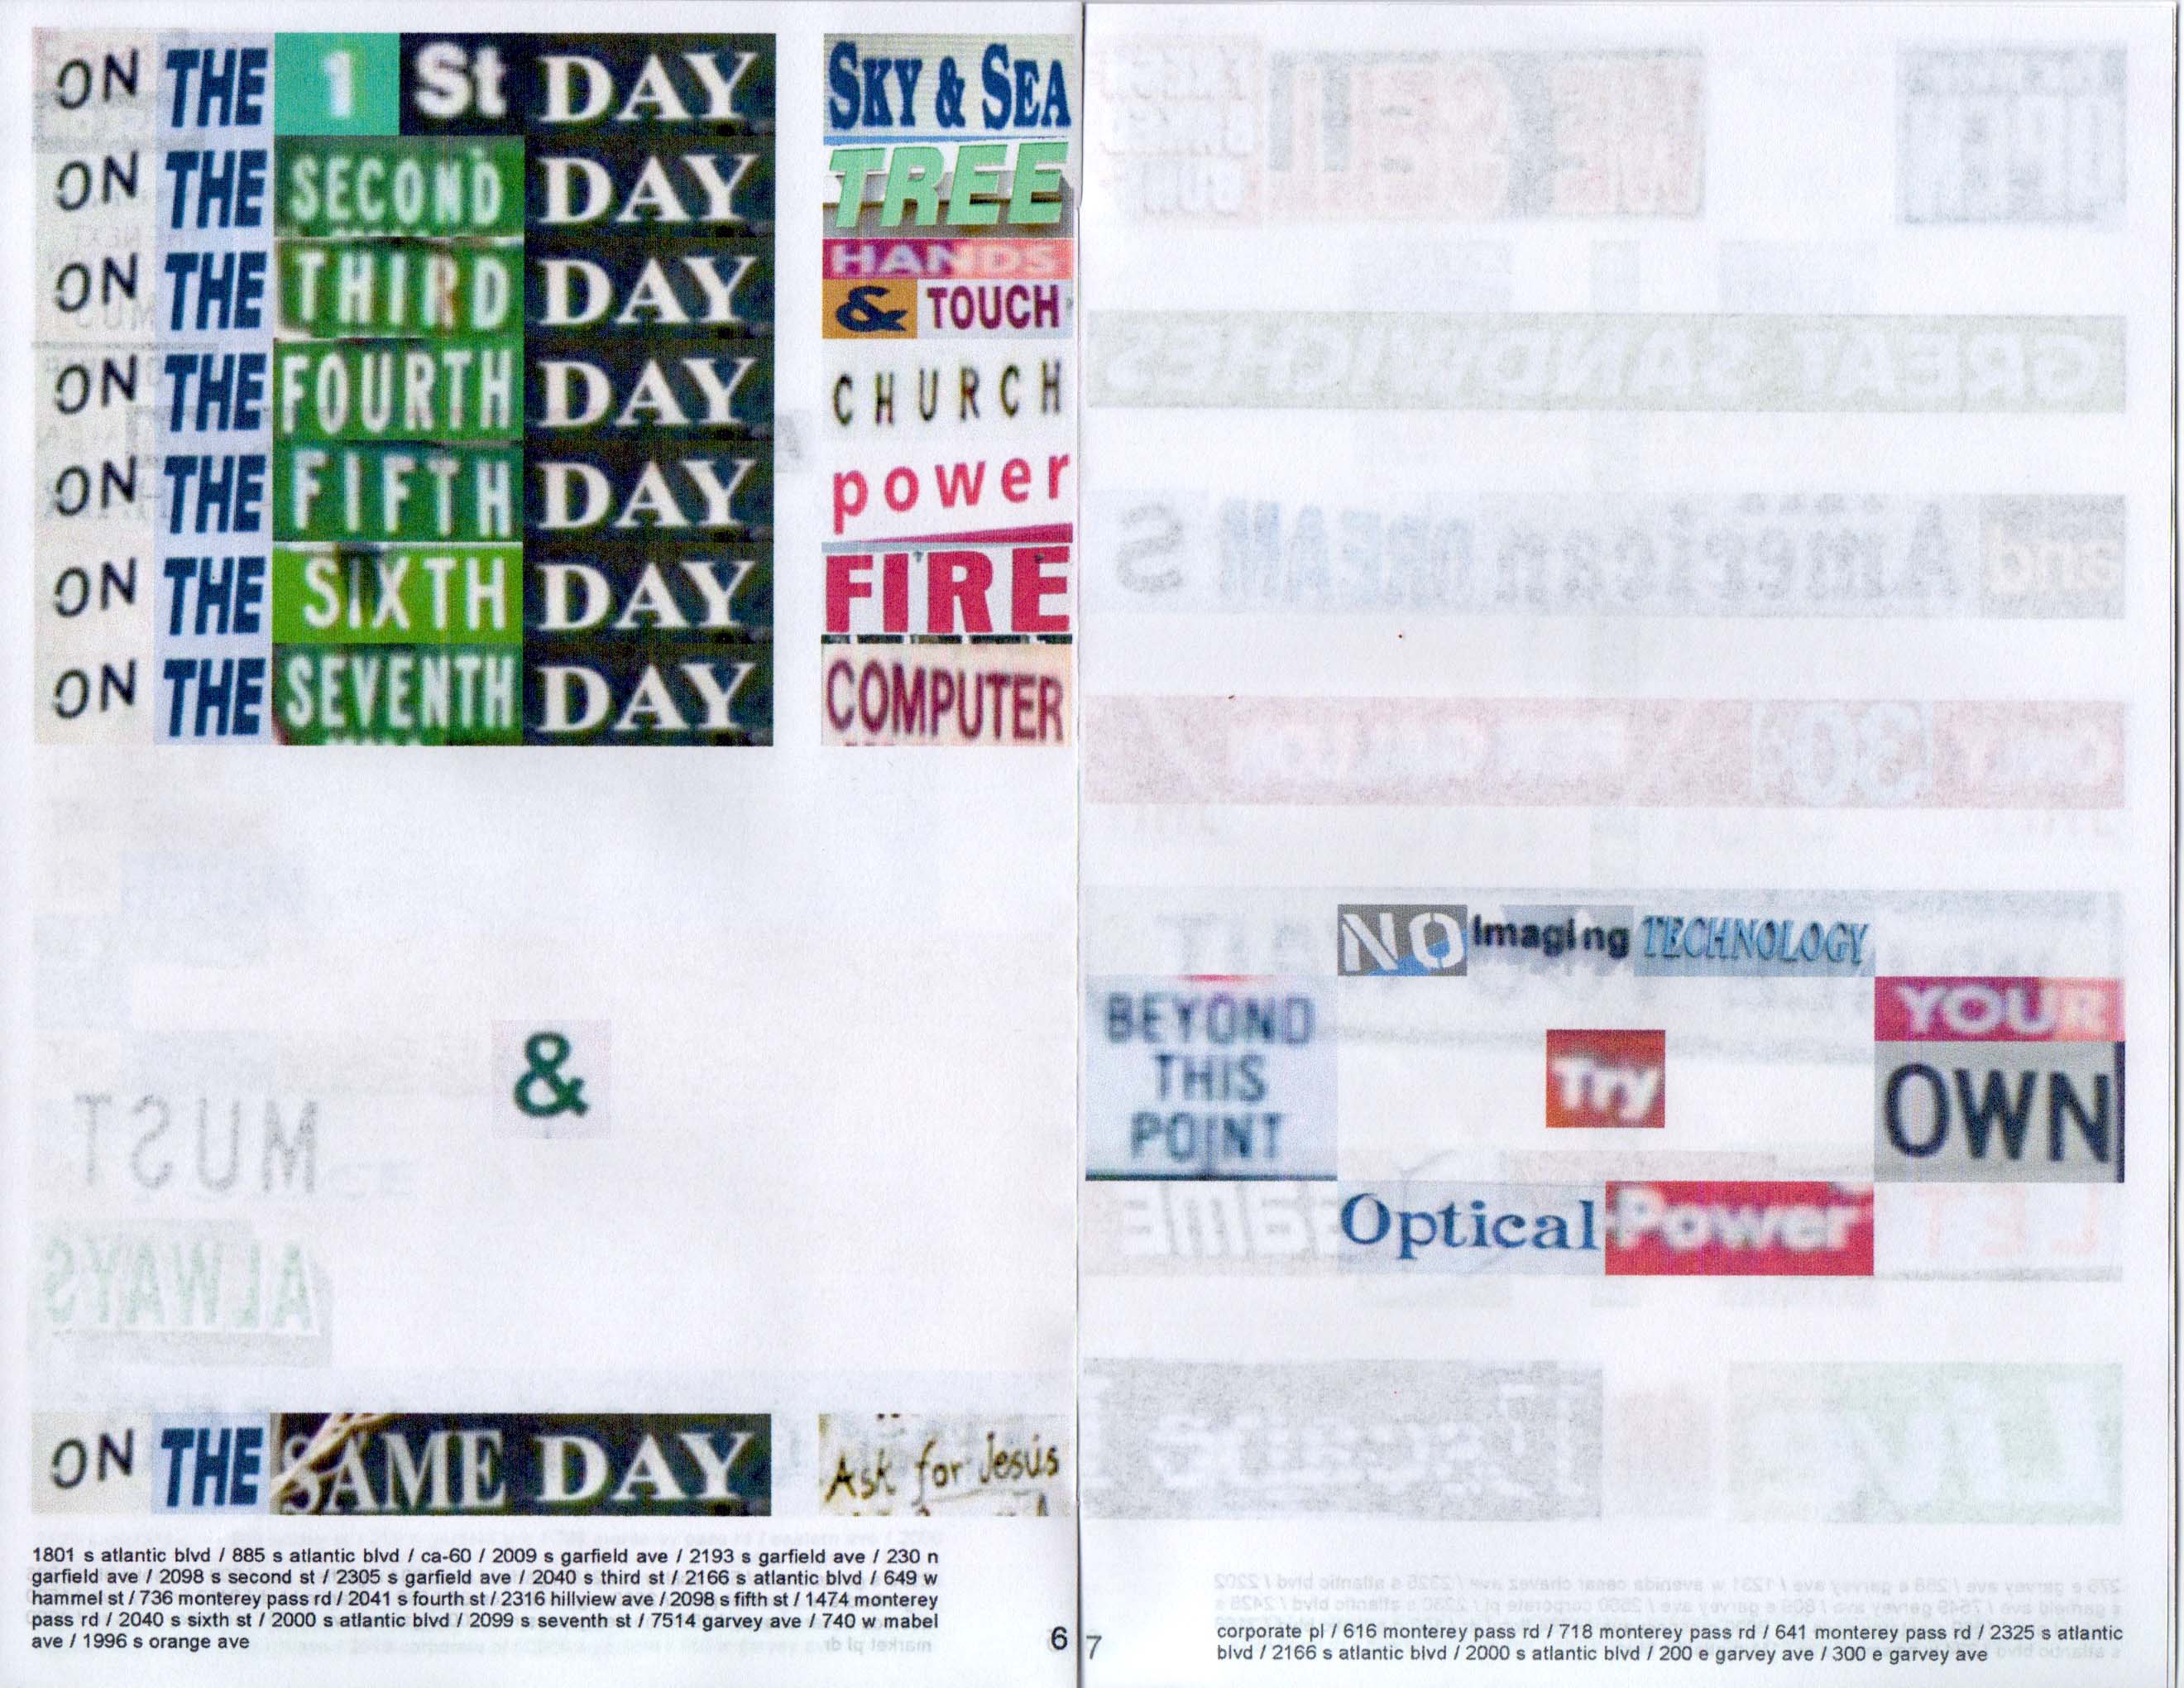 ON THE 1 St DAY SKY & SEA
ON THE SECOND DAY TREE
ON THE THIRD DAY HANDS & TOUCH
ON THE FOURTH DAY CHURCH
ON THE FIFTH DAY power
ON THE SIXTH DAY FIRE
ON THE SEVENTH DAY COMPUTER
&
MUST
ALWAYS
ON THE SAME DAY Ask for Jesus
1801 s atlantic blvd / 885 s atlantic blvd / ca-60 / 2009 s garfield ave / 2193 s garfield ave / 230 n
garfield ave / 2098 s second st / 2305 s garfield ave / 2040 s third st / 2166 s atlantic blvd / 649 w
hammel st / 736 monterey pass rd / 2041 s fourth st / 2316 hillview ave / 2098 s fifth st / 1474 monterey
pass rd / 2040 s sixth st / 2000 s atlantic blvd / 2099 s seventh st / 7514 garvey ave / 740 w mabel
ave / 1996 s orange ave
6
GREAT SANDWICHES
and American DREAM S
NO Imaging TECHNOLOGY
BEYOND
THIS
POINT
Try
YOUR
OWN
Optical Power
7
corporate pl / 616 monterey pass rd / 718 monterey pass rd / 641 monterey pass rd / 2325 s atlantic
blvd / 2166 s atlantic blvd / 2000 s atlantic blvd / 200 e garvey ave / 300 e garvey ave